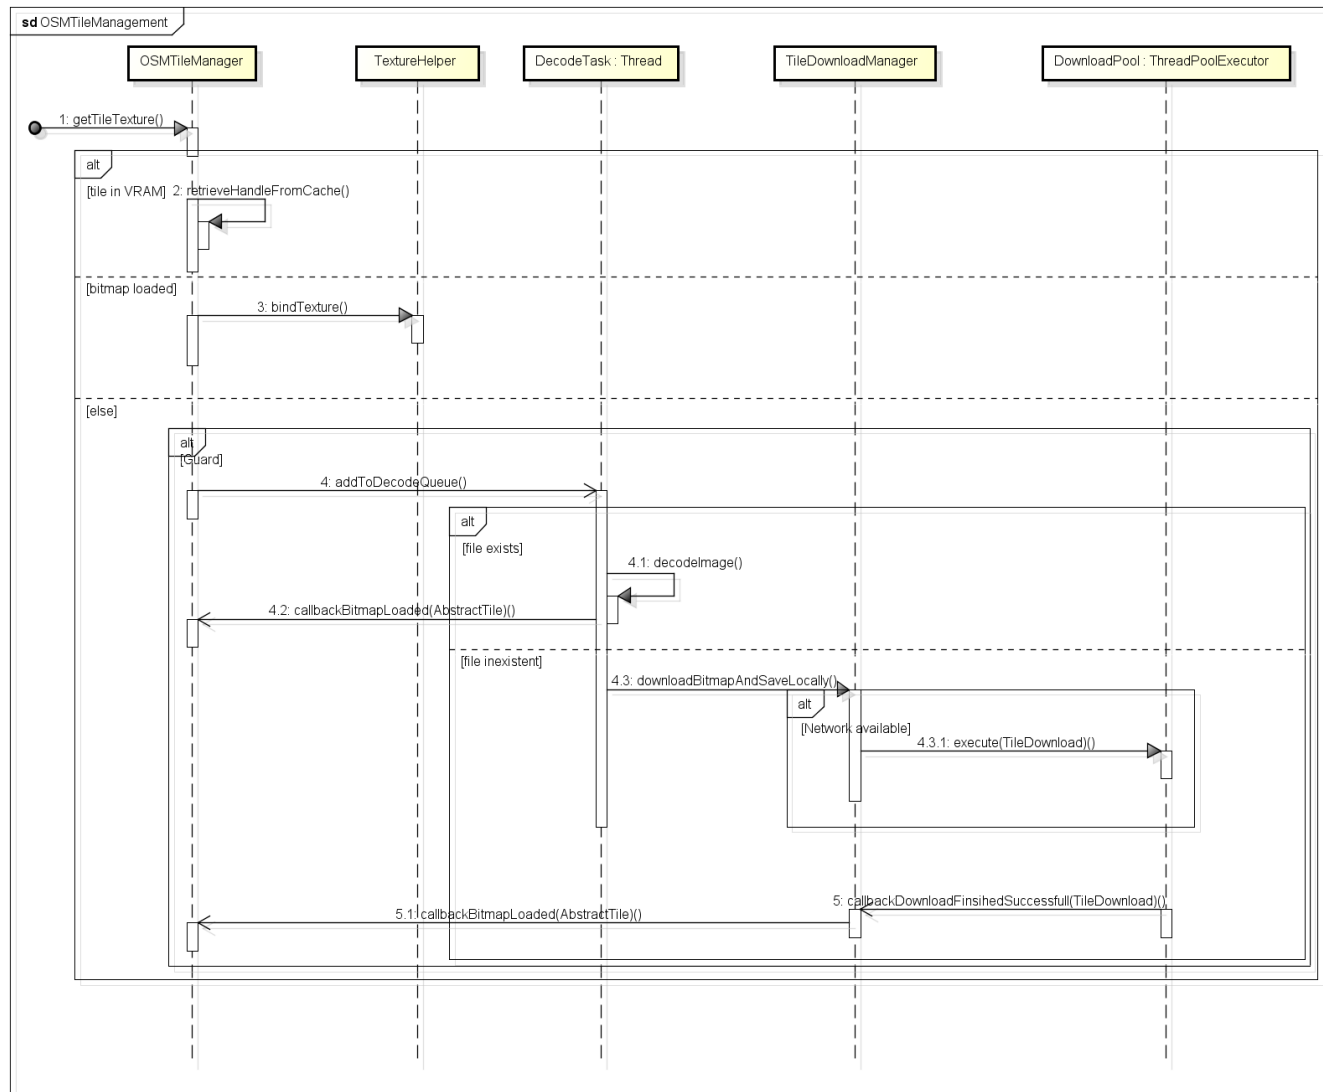 sd OSMTileManagement
OSMTileManager
TextureHelper
DecodeTask : Thread
TileDownloadManager
DownloadPool : ThreadPoolExecutor
1: getTileTexture()
alt
[tile in VRAM]
2: retrieveHandleFromCache()
[bitmap loaded]
3: bindTexture()
[else]
alt
[Guard]
4: addToDecodeQueue()
alt
[file exists]
4.1: decodeImage()
4.2: callbackBitmapLoaded(AbstractTile)()
[file inexistent]
4.3: downloadBitmapAndSaveLocally()
alt
[Network available]
4.3.1: execute(TileDownload)()
5: callbackDownloadFinsihedSuccessfull(TileDownload)()
5.1: callbackBitmapLoaded(AbstractTile)()